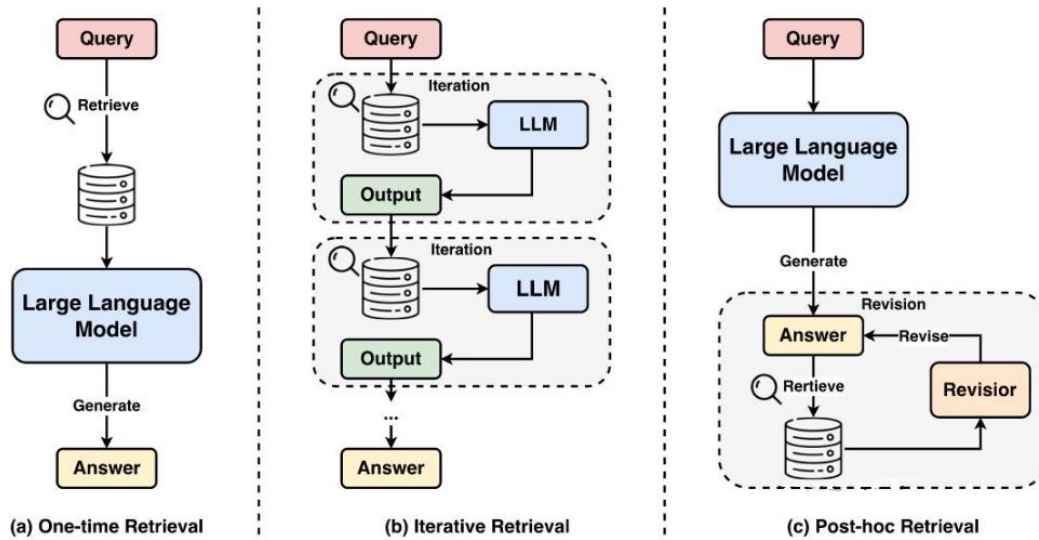 Query
Retrieve
Large Language
Model
Generate
Answer
(a) One-time Retrieval
Query
Iteration
LLM
Output
Iteration
LLM
Output
...
Answer
(b) Iterative Retrieval
Query
Large Language
Model
Generate
Revision
Answer
Revise
Rertieve
Revisior
(c) Post-hoc Retrieval